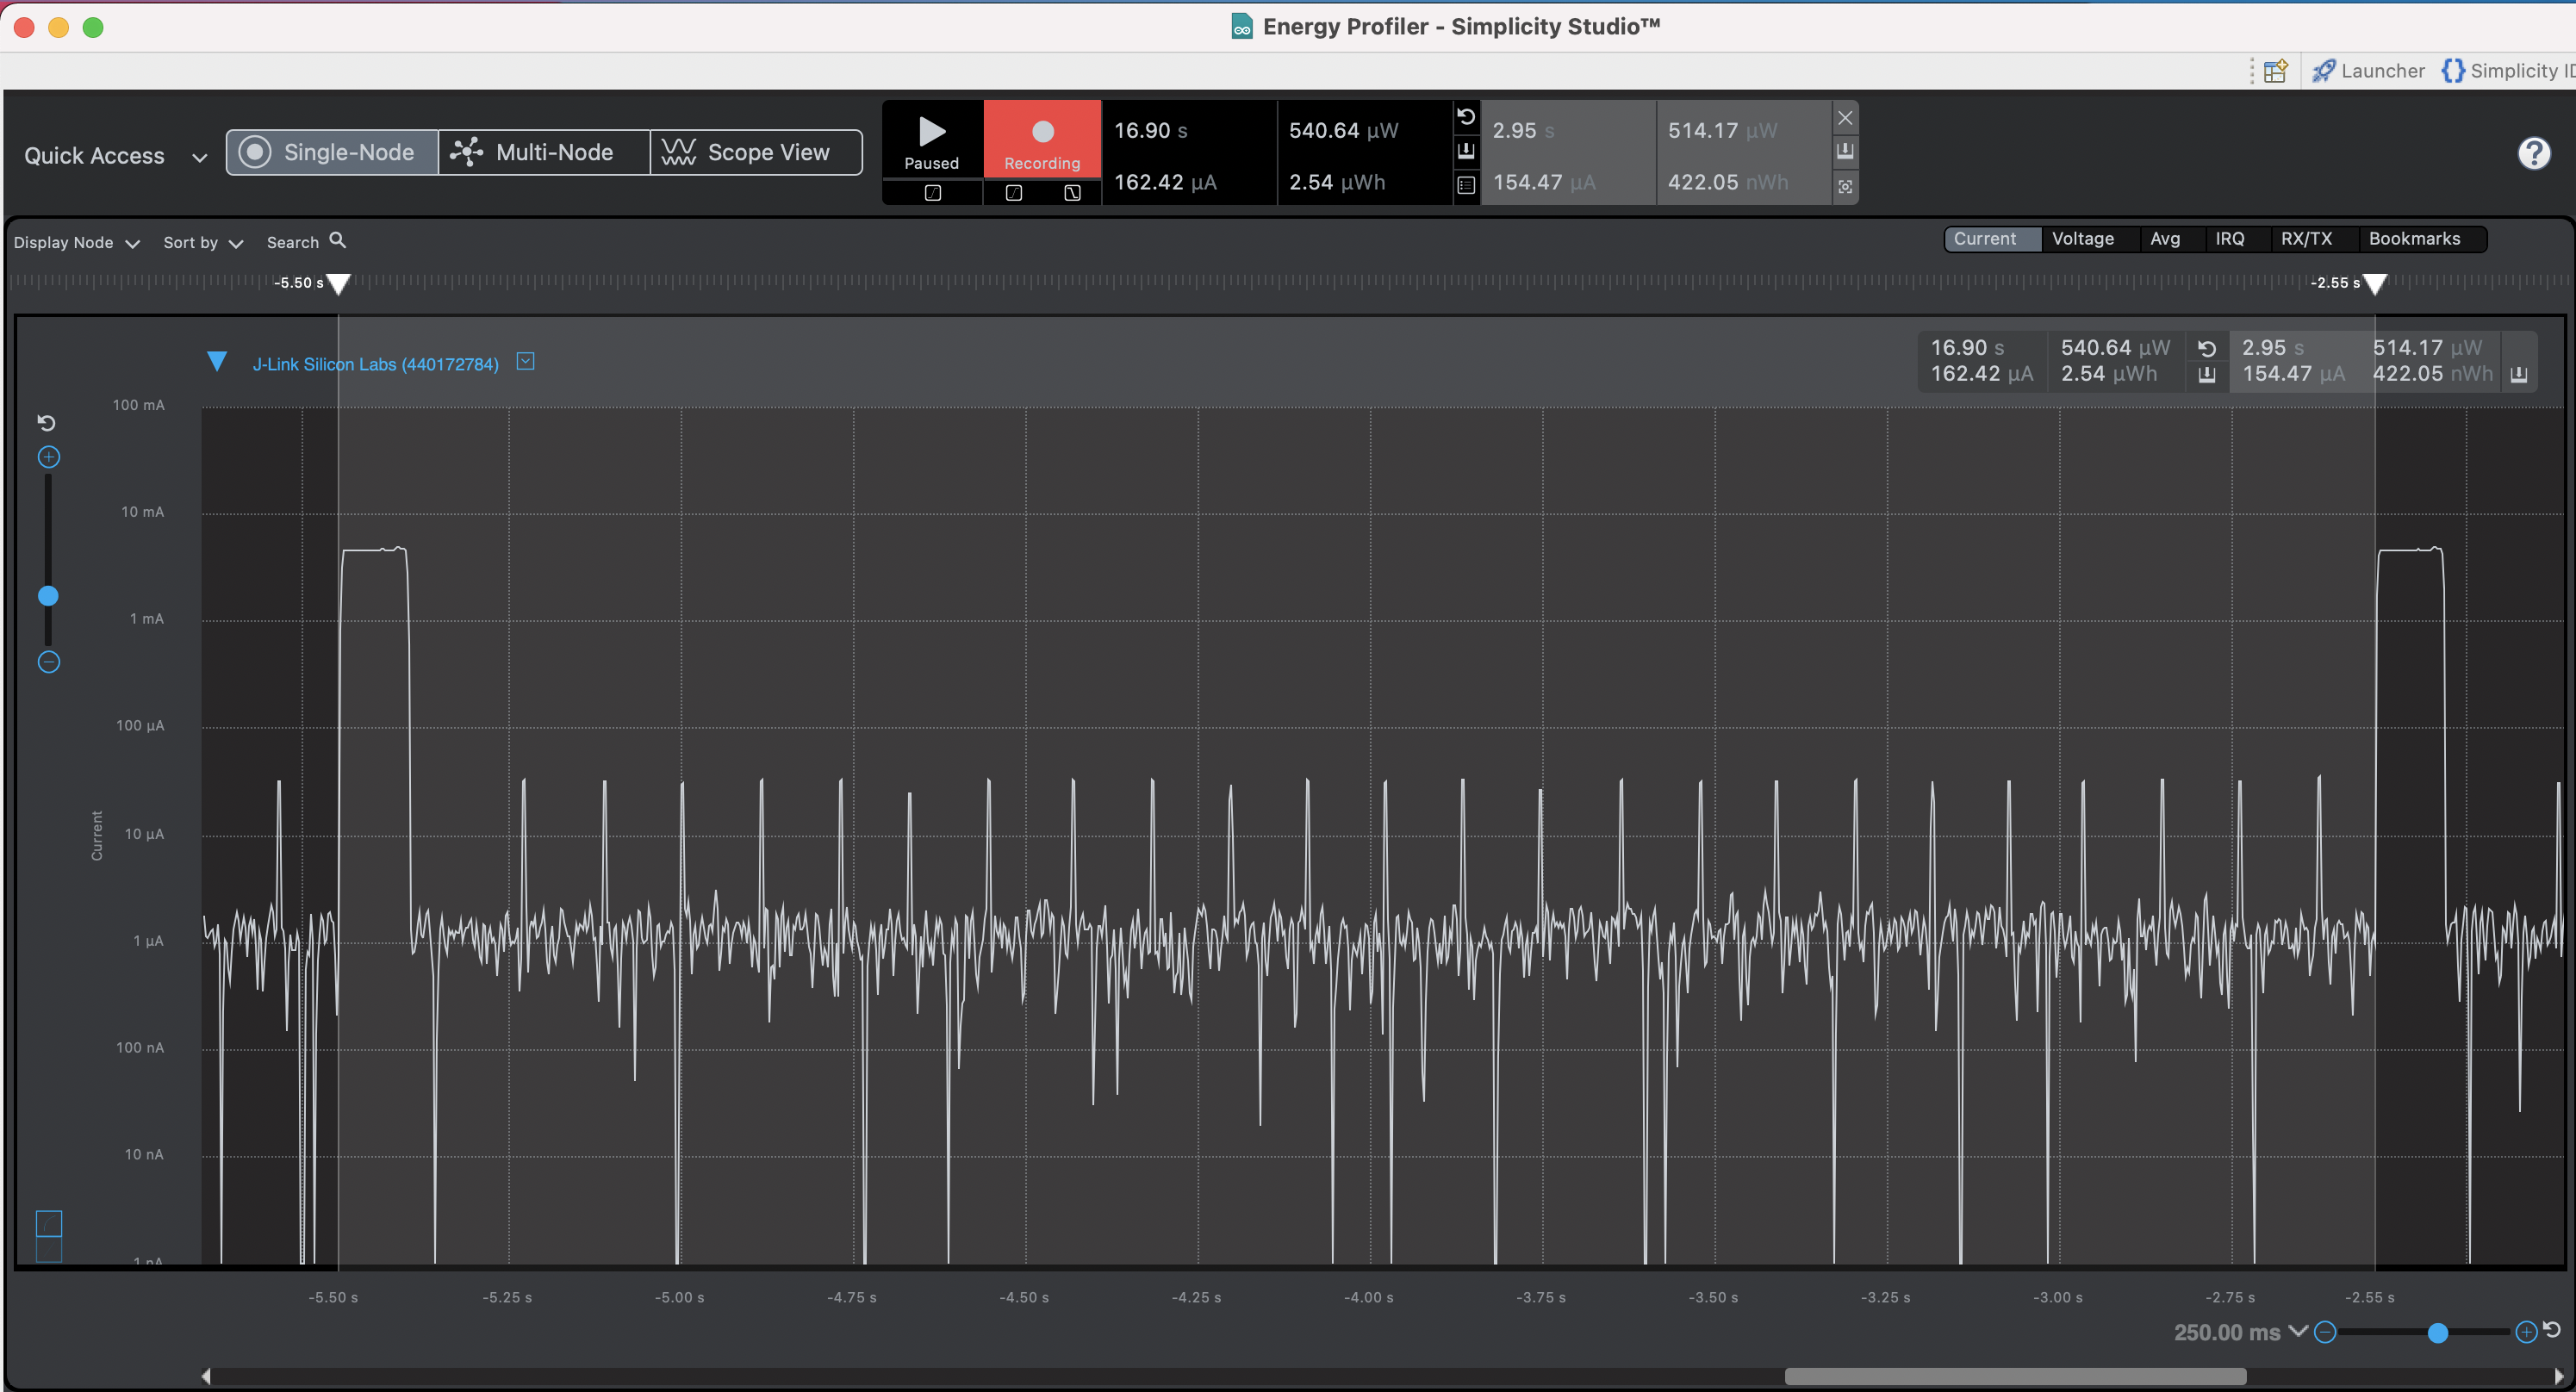 Energy Profiler - Simplicity Studio™
Launcher
Simplicity ID
Quick Access
Single-Node
Multi-Node
Scope View
Paused
Recording
16.90 s
540.64 µW
162.42 µA
2.54 µWh
2.95 s
514.17 µW
154.47 µA
422.05 nWh
Display Node
Sort by
Search
Current
Voltage
Avg
IRQ
RX/TX
Bookmarks
-5.50 s
-2.55 s
J-Link Silicon Labs (440172784)
16.90 s
540.64 µW
2.95 s
514.17 µW
162.42 µA
2.54 µWh
154.47 µA
422.05 nWh
100 mA
10 mA
1 mA
100 µA
10 µA
1 µA
100 nA
10 nA
1 nA
Current
-5.50 s
-5.25 s
-5.00 s
-4.75 s
-4.50 s
-4.25 s
-4.00 s
-3.75 s
-3.50 s
-3.25 s
-3.00 s
-2.75 s
-2.55 s
250.00 ms